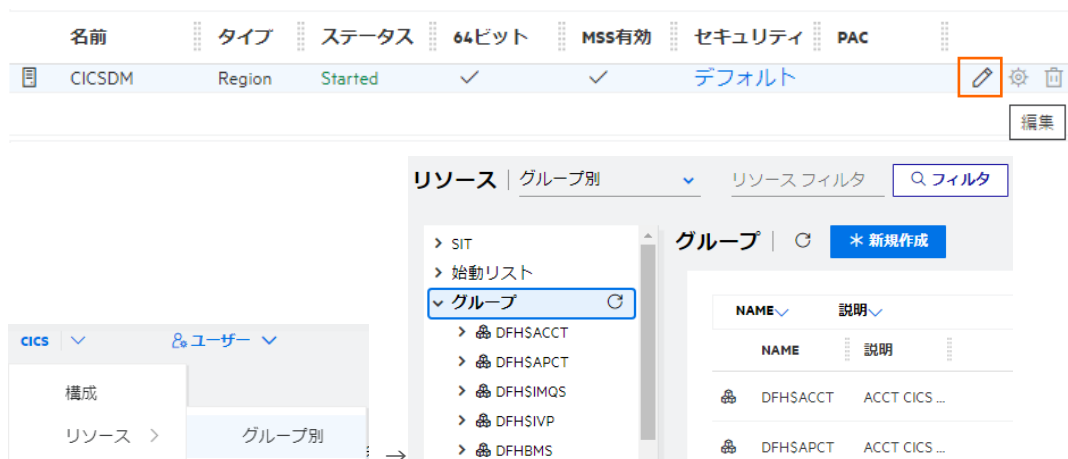 名前 タイプ ステータス 64ビット MSS有効 セキュリティ PAC
CICSDM Region Started デフォルト
編集
リソース グループ別 リソース フィルタ フィルタ
グループ 新規作成
SIT
始動リスト
グループ
DFH$ACCT
DFH$APCT
DFH$IMQS
DFH$IVP
DFHBMS
NAME 説明
NAME 説明
DFH$ACCT ACCT CICS ...
DFH$APCT ACCT CICS ...
CICS ユーザー
構成
リソース グループ別
→